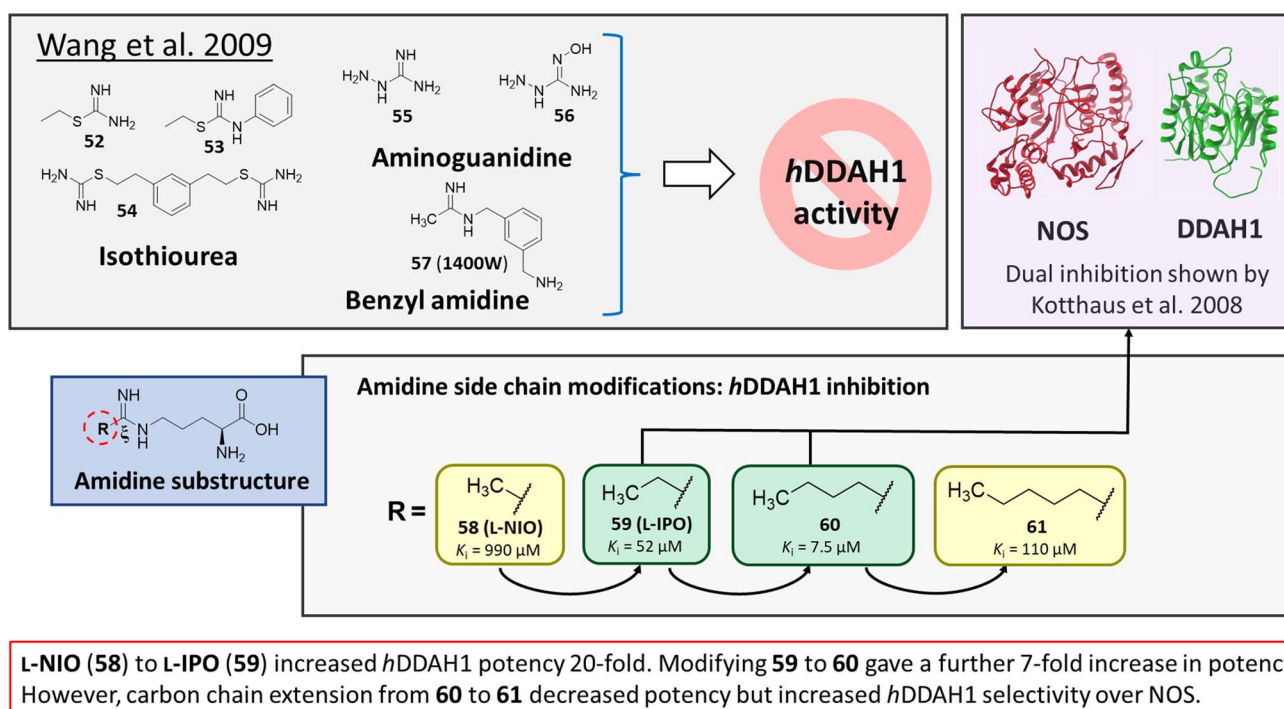 Wang et al. 2009
NH
S
NH2
52
NH
S
N
H
53
H2N
S
NH
S
NH2
NH
54
Isothiourea
NH
H2N
N
H
NH2
55
OH
N
H2N
N
H
NH2
56
Aminoguanidine
NH
H3C
N
H
57 (1400W)
NH2
Benzyl amidine
hDDAH1
activity
NOS
DDAH1
Dual inhibition shown by
Kotthaus et al. 2008
NH
O
R
N
H
OH
NH2
Amidine substructure
Amidine side chain modifications: hDDAH1 inhibition
R =
H3C
58 (L-NIO)
Ki = 990 µM
H3C
59 (L-IPO)
Ki = 52 µM
H3C
60
Ki = 7.5 µM
H3C
61
Ki = 110 µM
L-NIO (58) to L-IPO (59) increased hDDAH1 potency 20-fold. Modifying 59 to 60 gave a further 7-fold increase in potenc
However, carbon chain extension from 60 to 61 decreased potency but increased hDDAH1 selectivity over NOS.